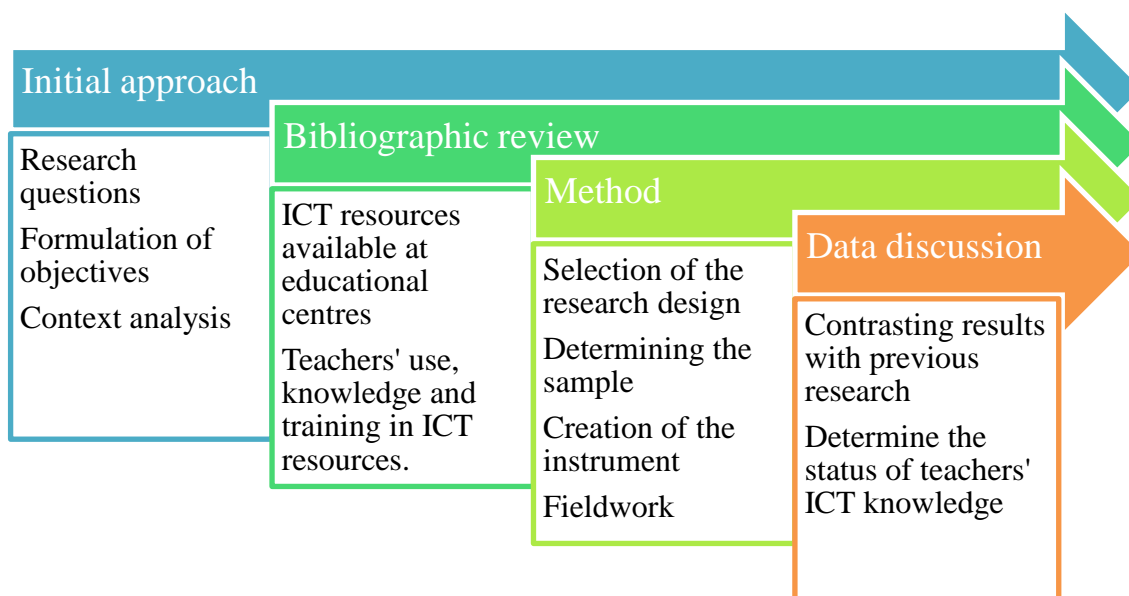 Initial approach
Research
questions
Formulation of
objectives
Context analysis
Bibliographic review
ICT resources
available at
educational
centres
Teachers' use,
knowledge and
training in ICT
resources.
Method
Selection of the
research design
Determining the
sample
Creation of the
instrument
Fieldwork
Data discussion
Contrasting results
with previous
research
Determine the
status of teachers'
ICT knowledge